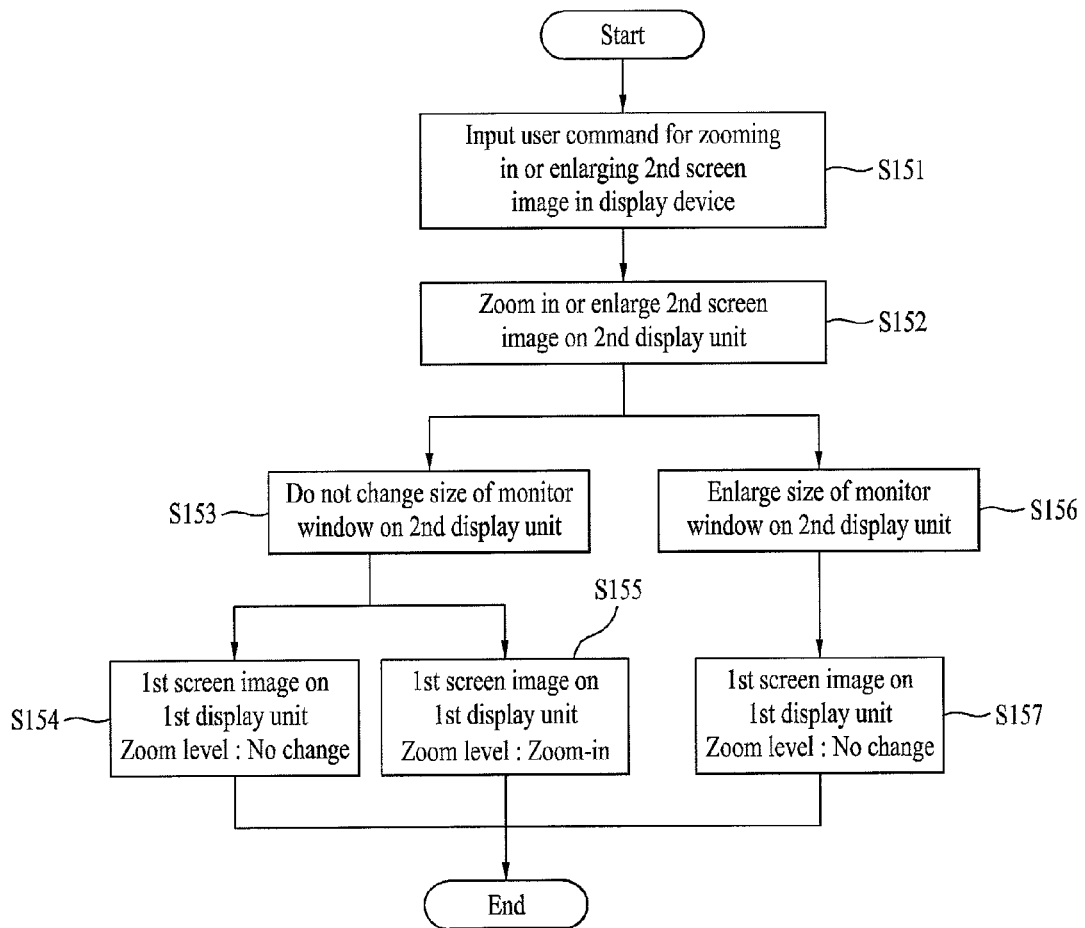 Start
Input user command for zooming
in or enlarging 2nd screen
image in display device
S151
Zoom in or enlarge 2nd screen
image on 2nd display unit
S152
S153
Do not change size of monitor
window on 2nd display unit
Enlarge size of monitor
window on 2nd display unit
S156
S155
S154
1st screen image on
1st display unit
Zoom level : No change
1st screen image on
1st display unit
Zoom level : Zoom-in
1st screen image on
1st display unit
Zoom level : No change
S157
End